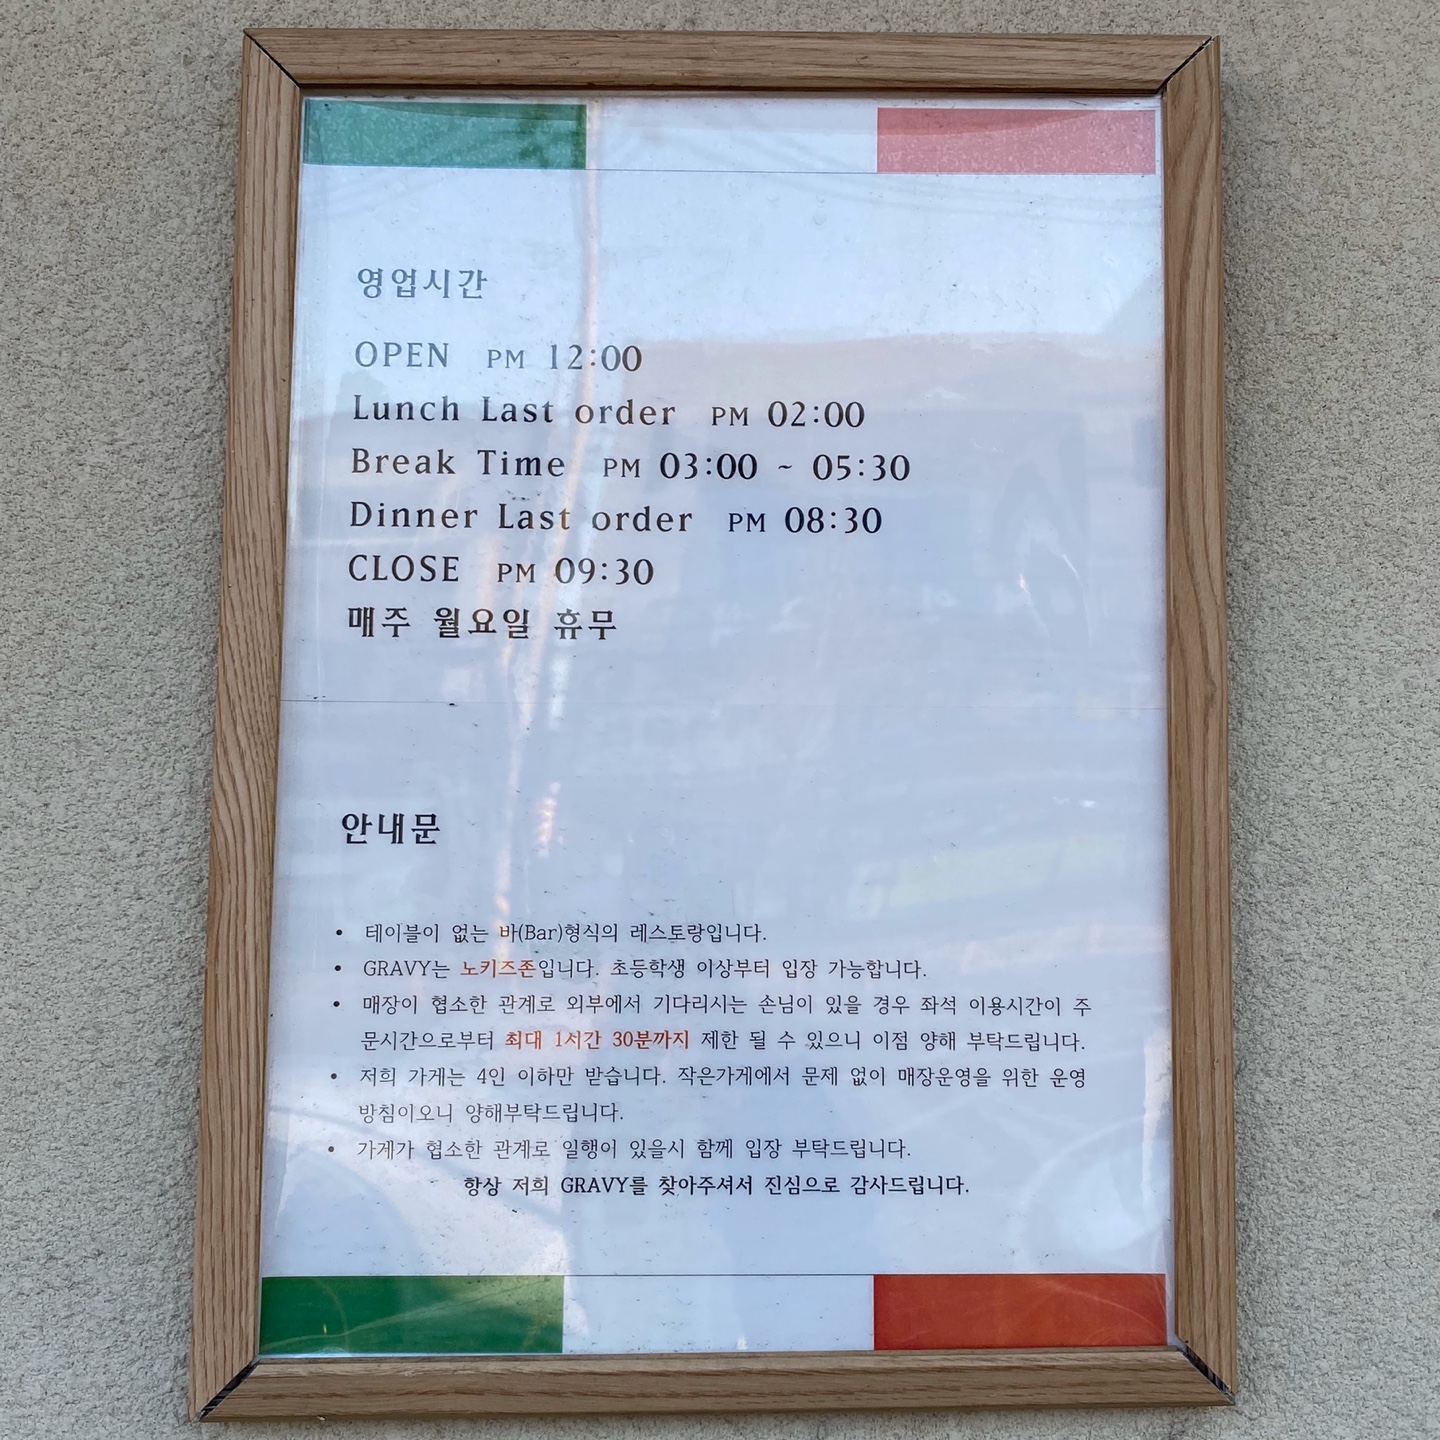 영업시간
OPEN PM 12:00
Lunch Last order PM 02:00
Break Time PM 03:00 ~ 05:30
Dinner Last order PM 08:30
CLOSE PM 09:30
매주 월요일 휴무
안내문
• 테이블이 없는 바(Bar)형식의 레스토랑입니다.
• GRAVY는 노키즈존입니다. 초등학생 이상부터 입장 가능합니다.
• 매장이 협소한 관계로 외부에서 기다리시는 손님이 있을 경우 좌석 이용시간이 주
문시간으로부터 최대 1시간 30분까지 제한 될 수 있으니 이점 양해 부탁드립니다.
• 저희 가게는 4인 이하만 받습니다. 작은가게에서 문제 없이 매장운영을 위한 운영
방침이오니 양해부탁드립니다.
• 가게가 협소한 관계로 일행이 있을시 함께 입장 부탁드립니다.
항상 저희 GRAVY를 찾아주셔서 진심으로 감사드립니다.